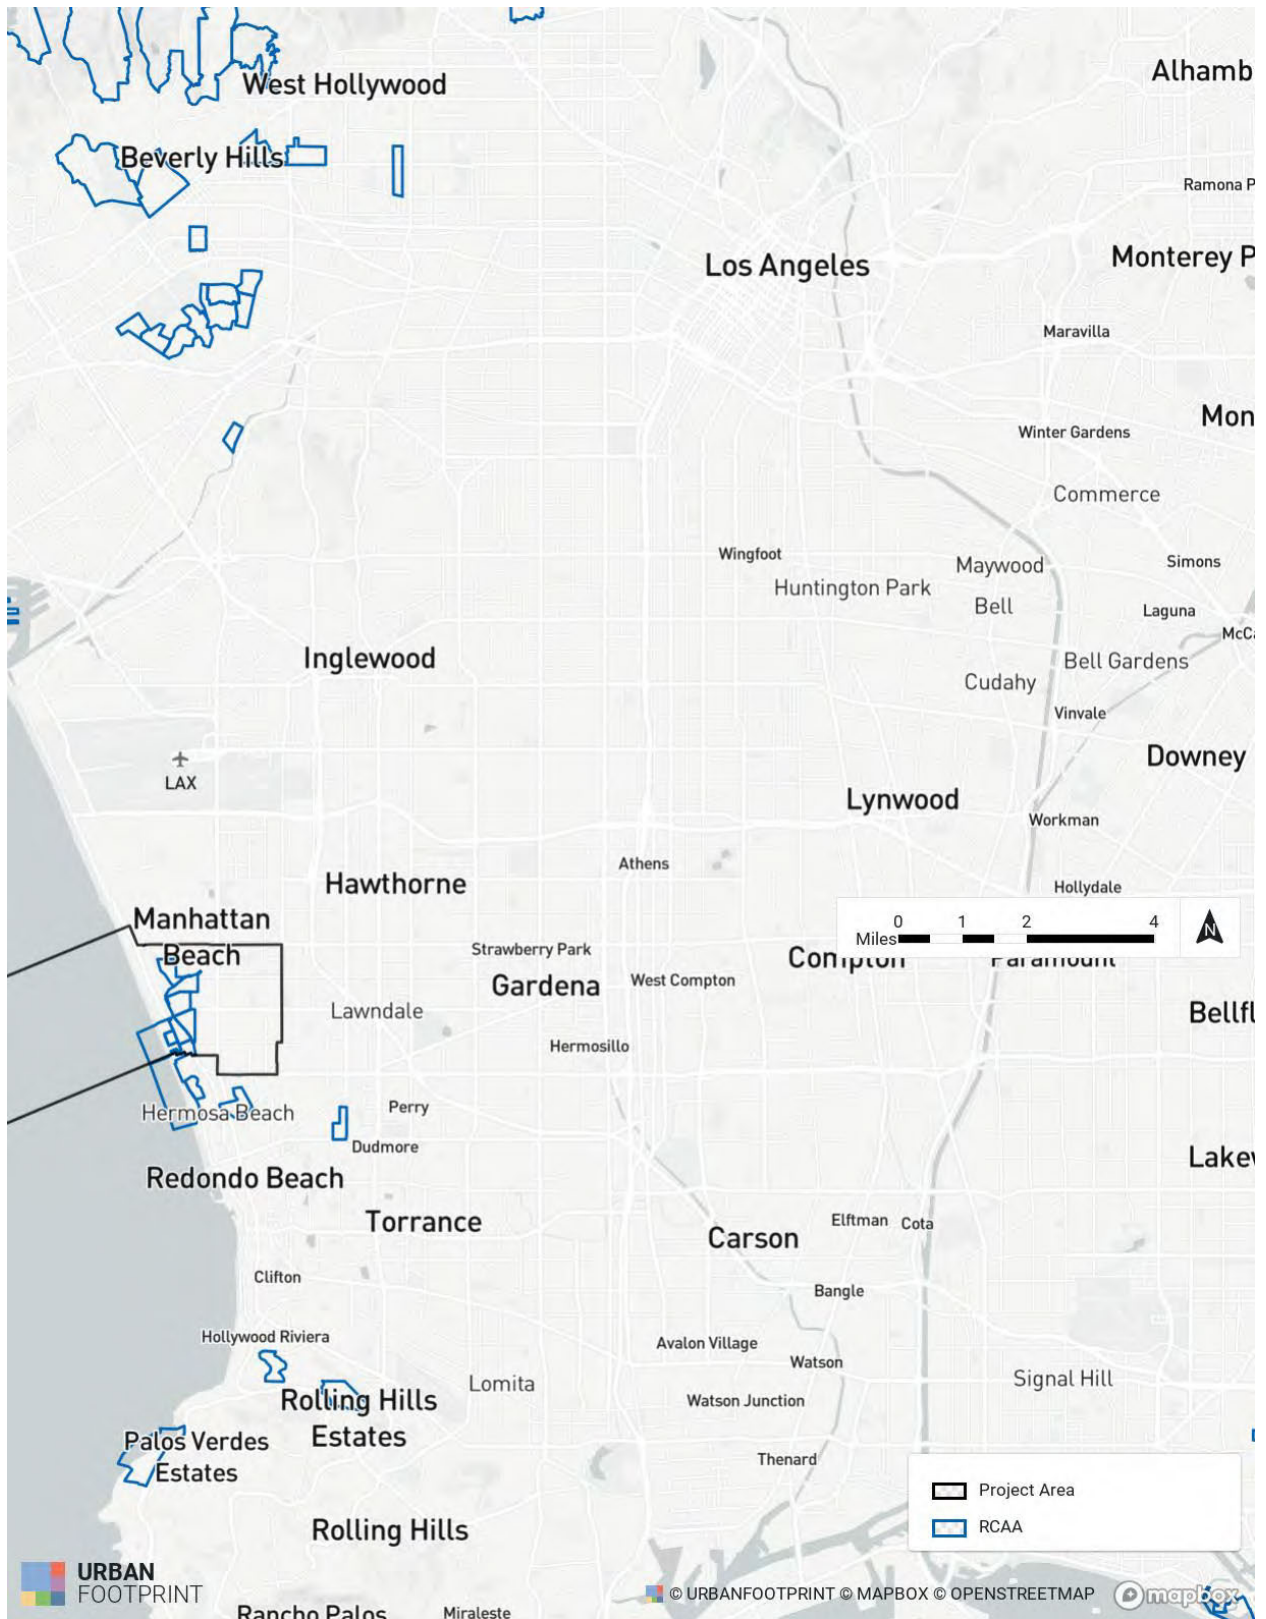 Alhamb
West Hollywood
Beverly Hills
Ramona P
Monterey P
Los Angeles
Maravilla
Mon
Winter Gardens
Commerce
Wingfoot
Maywood
Simons
Huntington Park
Bell
Laguna
McCa
Inglewood
Bell Gardens
Cudahy
Vinvale
LAX
Downey
Lynwood
Workman
Athens
Hawthorne
Hollydale
Manhattan
Beach
0 1 2 4
Miles
N
Strawberry Park
Compton
Paramount
Gardena
West Compton
Lawndale
Bellfl
Hermosillo
Hermosa Beach
Perry
Dudmore
Lakew
Redondo Beach
Torrance
Elftman
Cota
Carson
Clifton
Bangle
Hollywood Riviera
Avalon Village
Watson
Signal Hill
Lomita
Rolling Hills
Estates
Watson Junction
Palos Verdes
Estates
Thenard
Project Area
RCAA
Rolling Hills
URBAN
FOOTPRINT
© URBANFOOTPRINT © MAPBOX © OPENSTREETMAP
mapbox
Rancho Palos
Miraleste